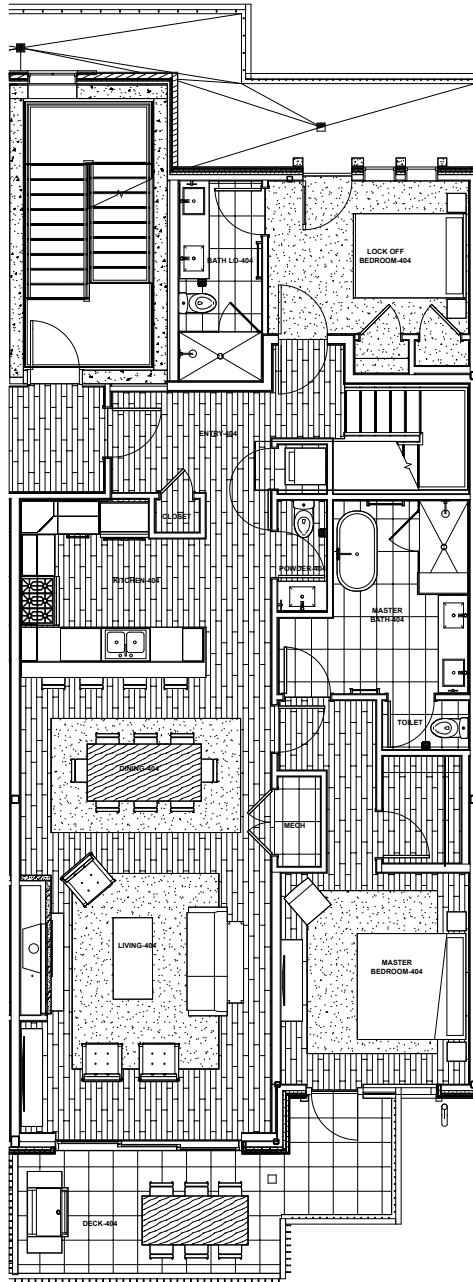 LOCK OFF
BEDROOM-404
BATH LO-404
ENTRY-404
CLOSET
POWDER-404
KITCHEN-404
MASTER
BATH-404
TOILET
DINING-404
MECH
LIVING-404
MASTER
BEDROOM-404
DECK-404